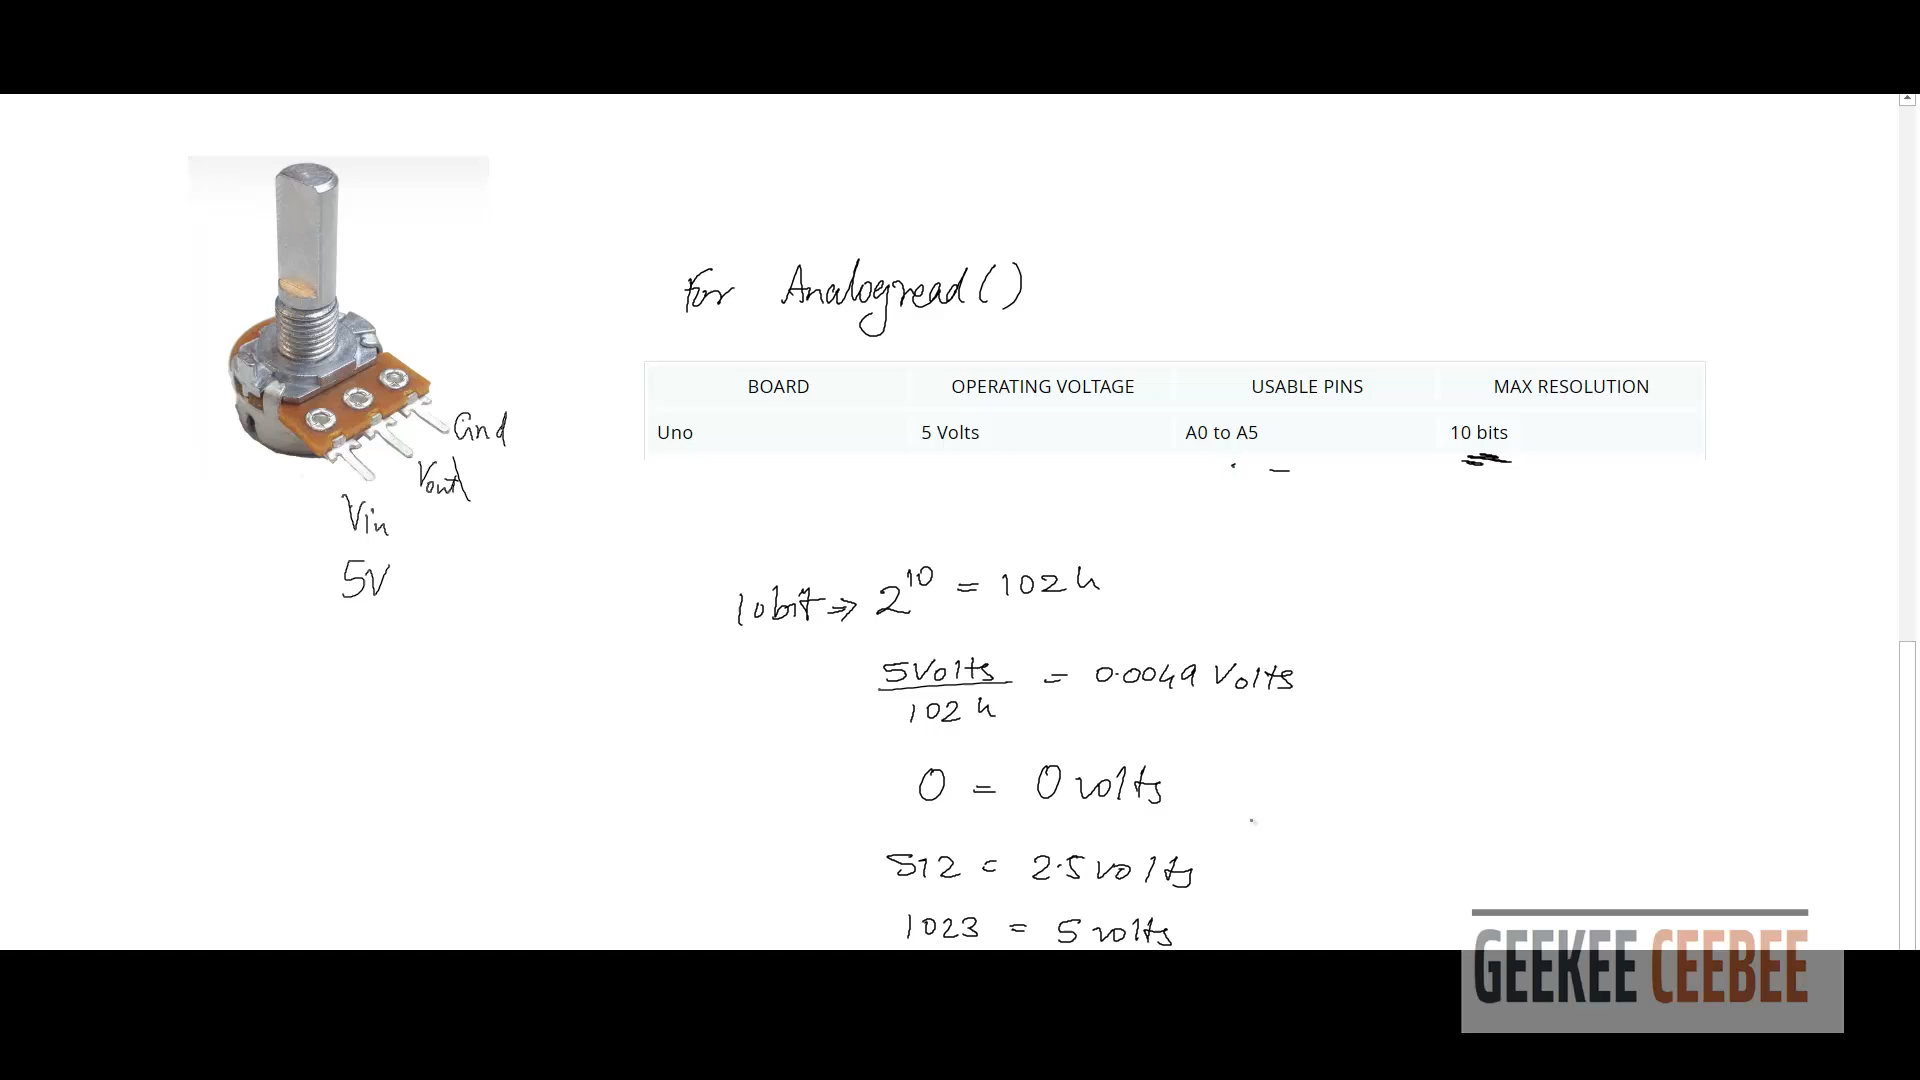 For Analogread()
BOARD OPERATING VOLTAGE USABLE PINS MAX RESOLUTION
Uno 5 Volts A0 to A5 10 bits
Gnd
Vout
Vin
5V
10bit => 2^10 = 1024
5Volts
1024
= 0.0049 Volts
0 = 0 volts
512 = 2.5 volts
1023 = 5 volts
GEEKEE CEEBEE